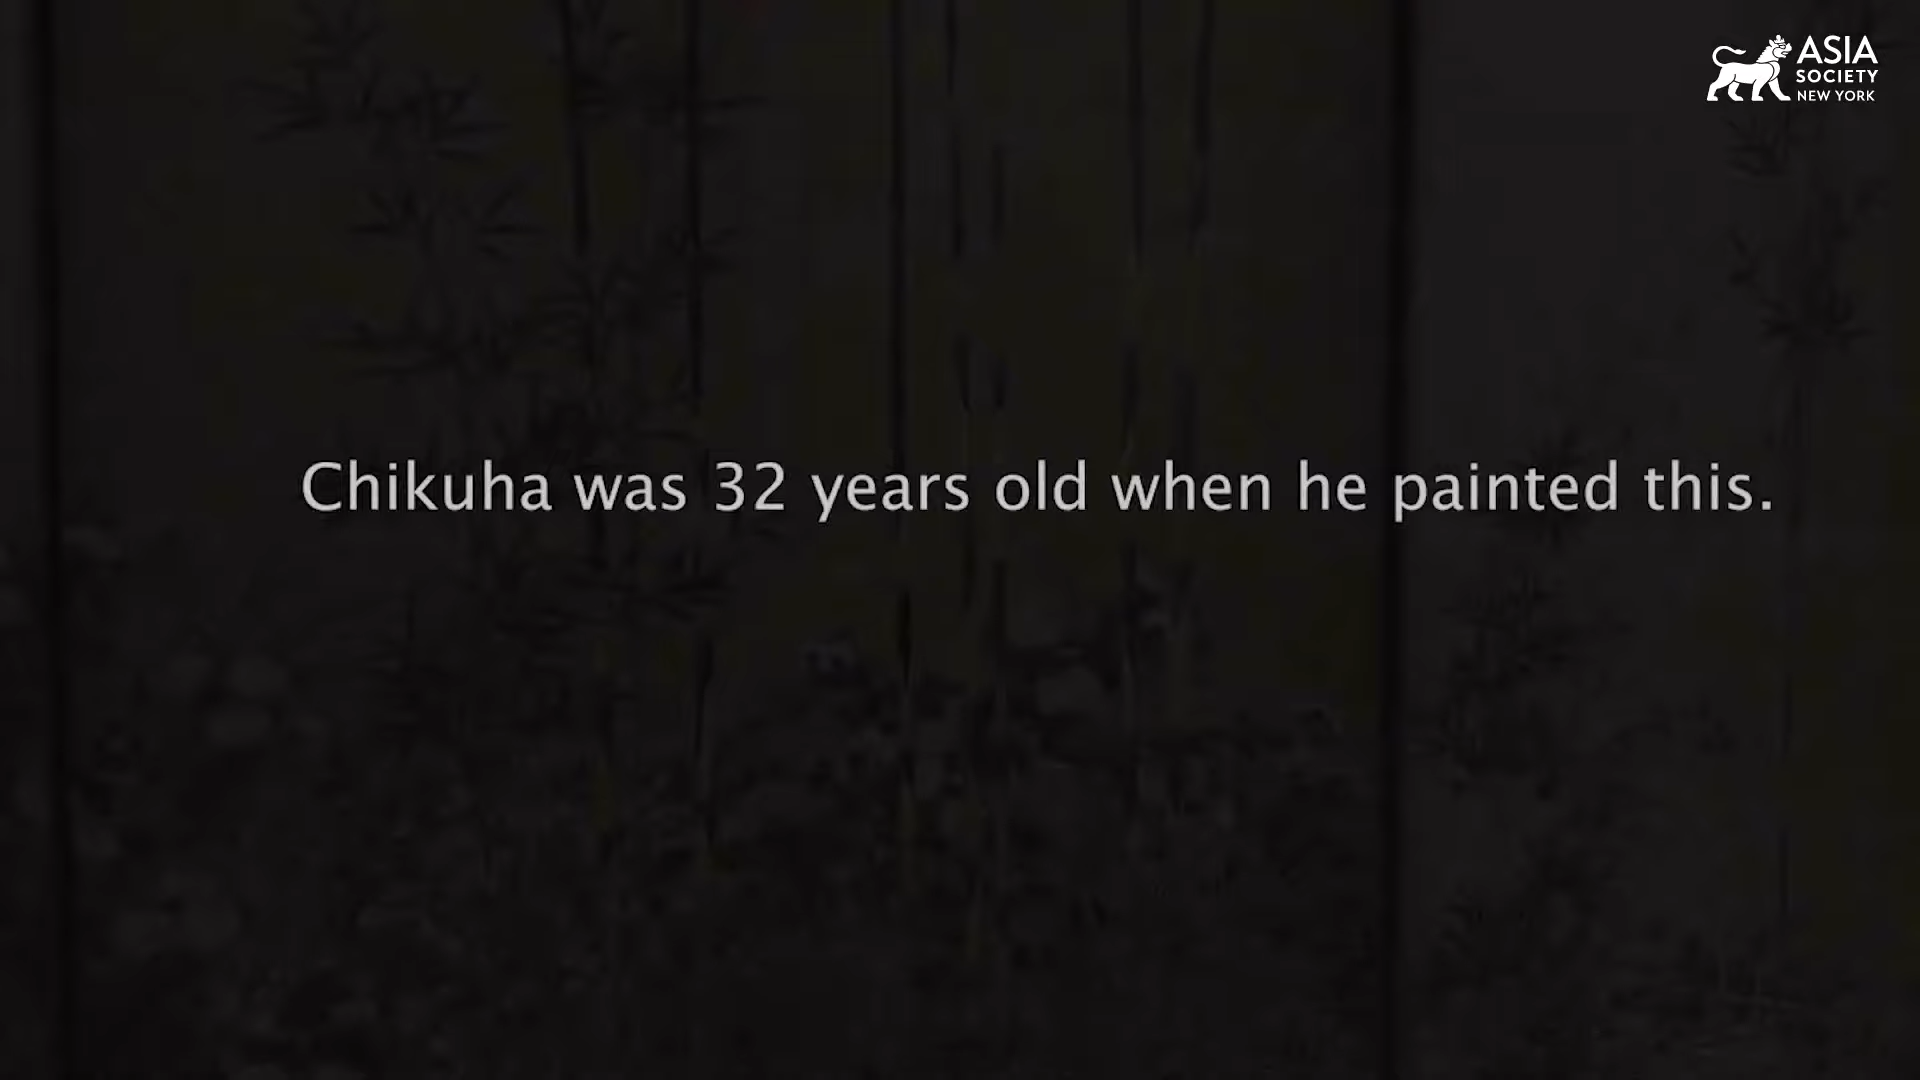 ASIA
SOCIETY
NEW YORK
Chikuha was 32 years old when he painted this.